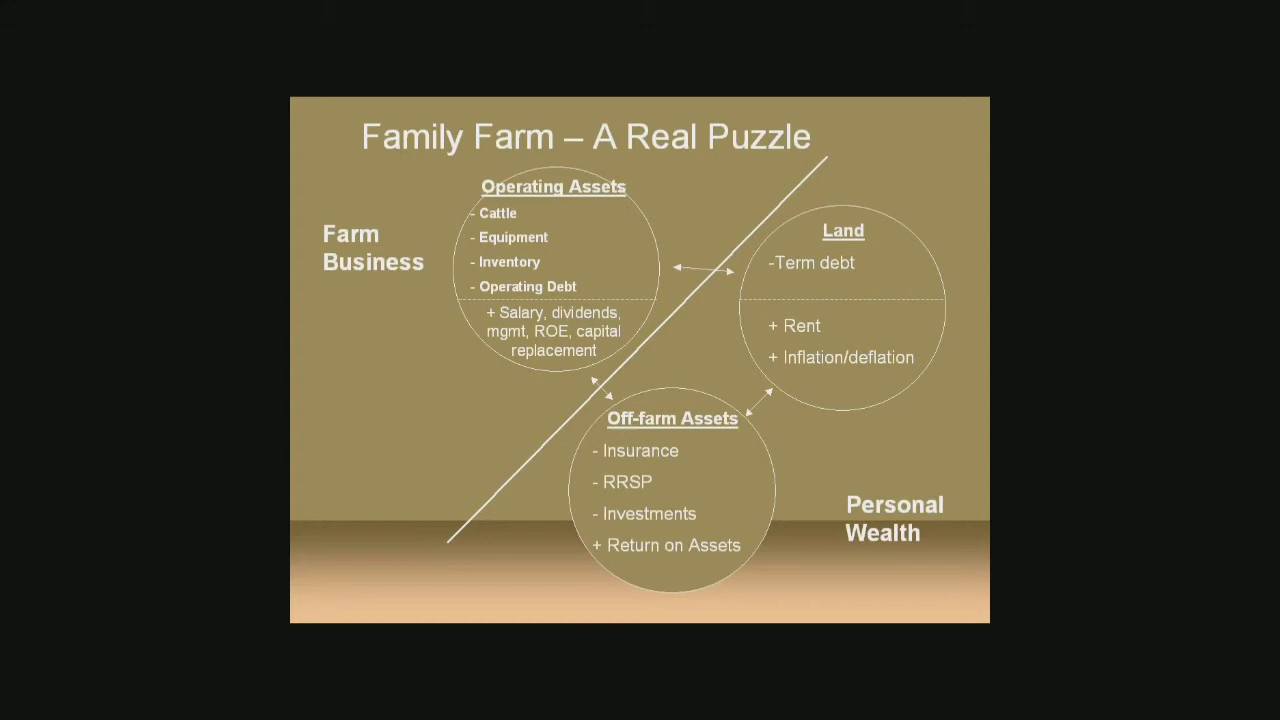 Family Farm – A Real Puzzle
Farm
Business
Operating Assets
- Cattle
- Equipment
- Inventory
- Operating Debt
+ Salary, dividends,
mgmt, ROE, capital
replacement
Land
-Term debt
+ Rent
+ Inflation/deflation
Off-farm Assets
- Insurance
- RRSP
- Investments
+ Return on Assets
Personal
Wealth